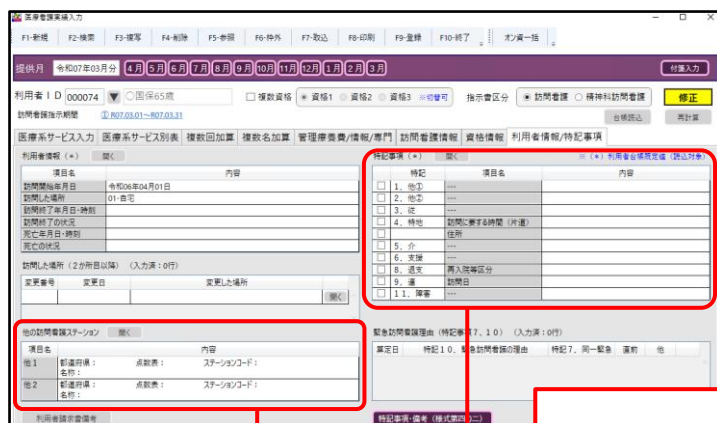 医療看護実績入力
F1-新規 F2-検索 F3-複写 F4-削除 F5-参照 F6-枠外 F7-取込 F8-印刷 F9-登録 F10-終了 オン資一括
提供月 令和07年03月分 4月 5月 6月 7月 8月 9月 10月 11月 12月 1月 2月 3月 付箋入力
利用者ID 000074 ▼ 〇国保65歳 複数資格 資格1 資格2 資格3 ※切替可 指示書区分 訪問看護 精神科訪問看護 修正
訪問看護指示期間 ① R07.03.01~R07.03.31 台帳読込 再計算
医療系サービス入力 医療系サービス別表 複数回加算 複数名加算 管理療養費/情報/専門 訪問看護情報 資格情報 利用者情報/特記事項
利用者情報(*) 開く
項目名 内容
訪問開始年月日 令和06年04月01日
訪問した場所 01-自宅
訪問終了年月日・時刻
訪問終了の状況
死亡年月日・時刻
死亡の状況
訪問した場所(2か所目以降) (入力済:0行)
変更番号 変更日 変更した場所
開く
他の訪問看護ステーション 開く
項目名 内容
他1 都道府県: 点数表: ステーションコード:
名称:
他2 都道府県: 点数表: ステーションコード:
名称:
利用者請求書備考
特記事項(*) 開く ※(*)利用者台帳既定値(読込対象)
特記 項目名 内容
1. 他① ---
2. 他② ---
3. 従 ---
4. 特地 訪問に要する時間(片道)
住所
5. 介 ---
6. 支援 ---
8. 退支 再入院等区分
9. 連 訪問日
11. 障害 ---
緊急訪問看護理由(特記事項7、10) (入力済:0行)
算定日 特記10. 緊急訪問看護の理由 特記7. 同一緊急 直前 他
特記事項・備考(様式第四の二)